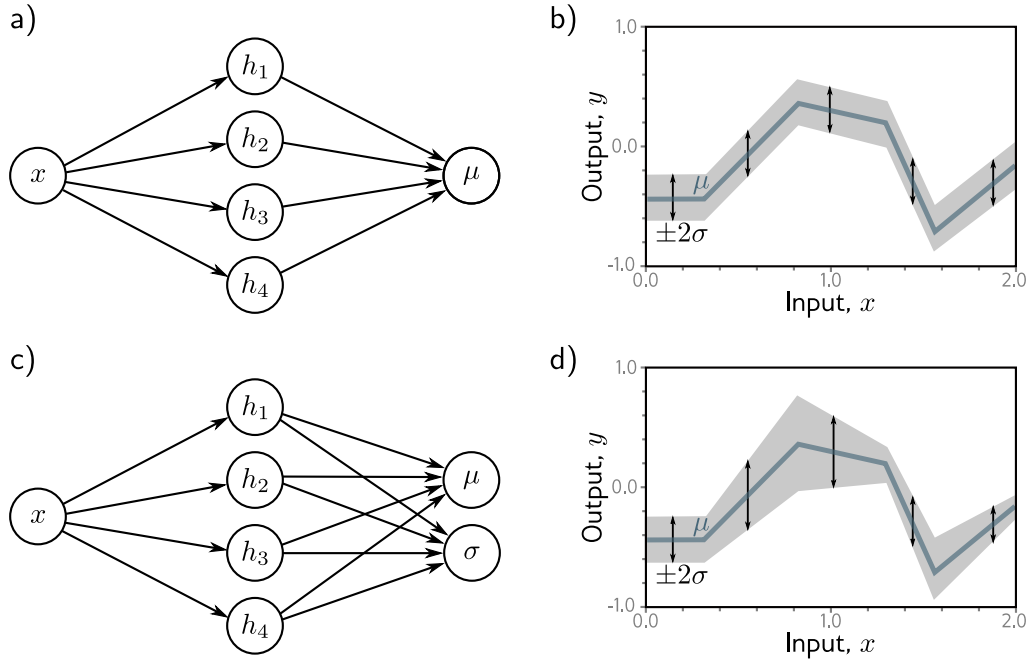 a)
x
h₁
h₂
h₃
h₄
μ
b)
Output, y
1.0
0.0
-1.0
μ
±2σ
0.0
1.0
2.0
Input, x
c)
x
h₁
h₂
h₃
h₄
μ
σ
d)
Output, y
1.0
0.0
-1.0
μ
±2σ
0.0
1.0
2.0
Input, x